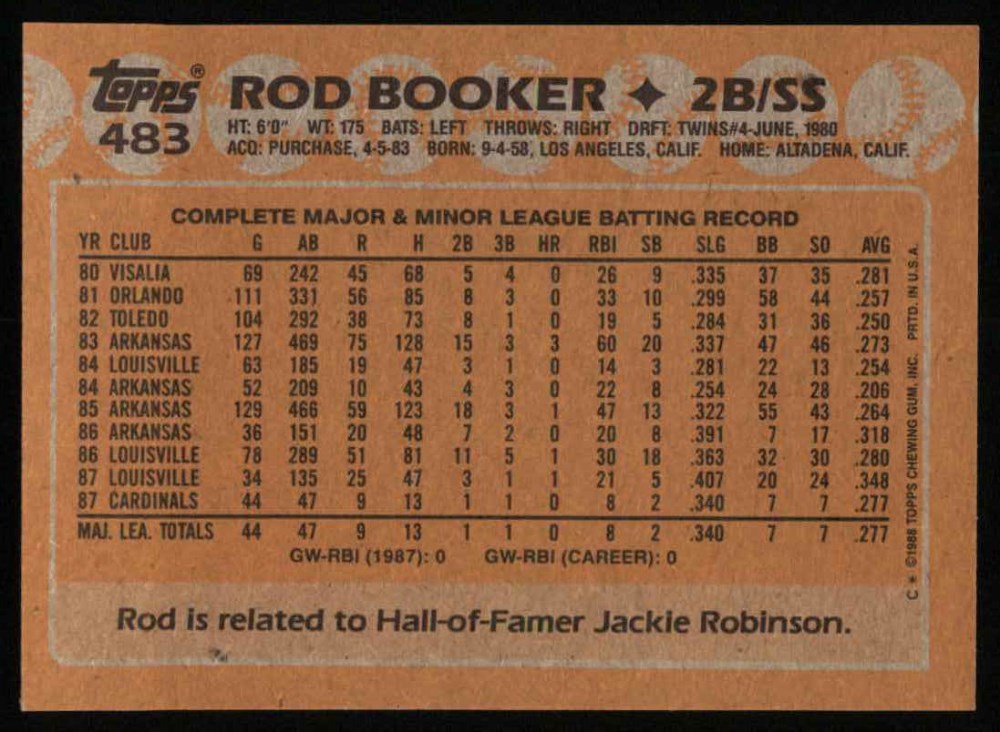 topps® ROD BOOKER ✦ 2B/SS
483 HT: 6'0" WT: 175 BATS: LEFT THROWS: RIGHT DRFT: TWINS#4-JUNE, 1980
ACQ: PURCHASE, 4-5-83 BORN: 9-4-58, LOS ANGELES, CALIF. HOME: ALTADENA, CALIF.
COMPLETE MAJOR & MINOR LEAGUE BATTING RECORD
YR CLUB G AB R H 2B 3B HR RBI SB SLG BB SO AVG
80 VISALIA 69 242 45 68 5 4 0 26 9 .335 37 35 .281
81 ORLANDO 111 331 56 85 8 3 0 33 10 .299 58 44 .257
82 TOLEDO 104 292 38 73 8 1 0 19 5 .284 31 36 .250
83 ARKANSAS 127 469 75 128 15 3 3 60 20 .337 47 46 .273
84 LOUISVILLE 63 185 19 47 3 1 0 14 3 .281 22 13 .254
84 ARKANSAS 52 209 10 43 4 3 0 22 8 .254 24 28 .206
85 ARKANSAS 129 466 59 123 18 3 1 47 13 .322 55 43 .264
86 ARKANSAS 36 151 20 48 7 2 0 20 8 .391 7 17 .318
86 LOUISVILLE 78 289 51 81 11 5 1 30 18 .363 32 30 .280
87 LOUISVILLE 34 135 25 47 3 1 1 21 5 .407 20 24 .348
87 CARDINALS 44 47 9 13 1 1 0 8 2 .340 7 7 .277
MAJ. LEA. TOTALS 44 47 9 13 1 1 0 8 2 .340 7 7 .277
GW-RBI (1987): 0 GW-RBI (CAREER): 0
Rod is related to Hall-of-Famer Jackie Robinson.
C * ©1988 TOPPS CHEWING GUM, INC. PRTD. IN U.S.A.